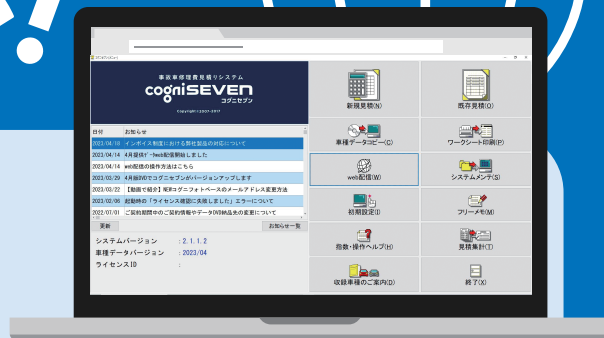 事故車修理費見積りシステム
cogniSEVEN
コグニセブン
Copyright©2007-2017
日付 お知らせ
2023/04/18 インボイス制度における弊社製品の対応について
2023/04/14 4月提供ﾃﾞｰﾀweb配信開始しました
2023/04/14 web配信の操作方法はこちら
2023/03/29 4月版DVDでコグニセブンがバージョンアップします
2023/03/22 【動画で紹介】NEWコグニフォトベースのメールアドレス変更方法
2023/02/06 起動時の「ライセンス確認に失敗しました」エラーについて
2022/07/01 ご契約期間中のご契約情報やデータDVD納品先の変更について
更新 お知らせ一覧
システムバージョン :2.1.1.2
車種データバージョン :2023/04
ライセンスID :
新規見積(N)
既存見積(O)
車種データコピー(C)
ワークシート印刷(P)
web配信(W)
システムメンテ(S)
初期設定(I)
フリーメモ(M)
指数・操作ヘルプ(H)
見積集計(T)
収録車種のご案内(D)
終了(X)